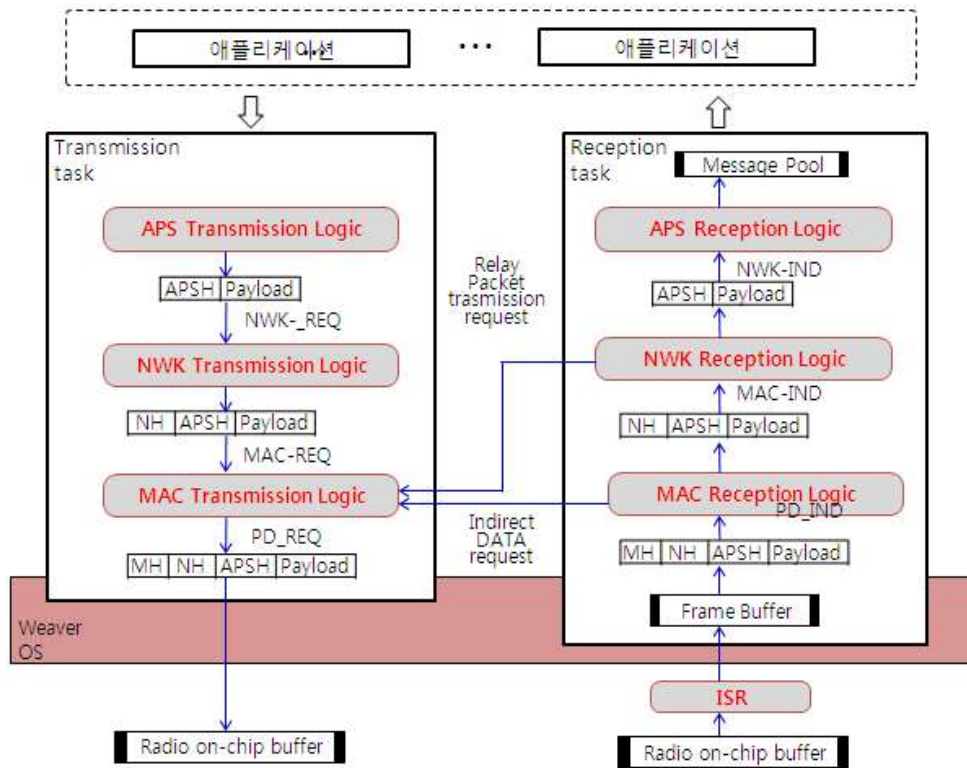 애플리케이션
...
애플리케이션
Transmission
task
APS Transmission Logic
APSH Payload
NWK-_REQ
NWK Transmission Logic
NH APSH Payload
MAC-REQ
MAC Transmission Logic
PD_REQ
MH NH APSH Payload
Relay
Packet
trasmission
request
Indirect
DATA
request
Reception
task
Message Pool
APS Reception Logic
NWK-IND
APSH Payload
NWK Reception Logic
MAC-IND
NH APSH Payload
MAC Reception Logic
PD_IND
MH NH APSH Payload
Frame Buffer
Weaver
OS
ISR
Radio on-chip buffer
Radio on-chip buffer